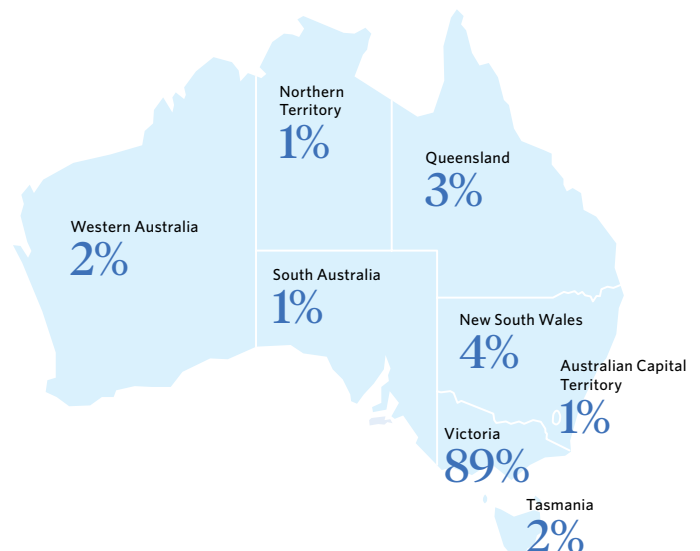 Northern
Territory
1%
Queensland
3%
Western Australia
2%
South Australia
1%
New South Wales
4%
Australian Capital
Territory
1%
Victoria
89%
Tasmania
2%